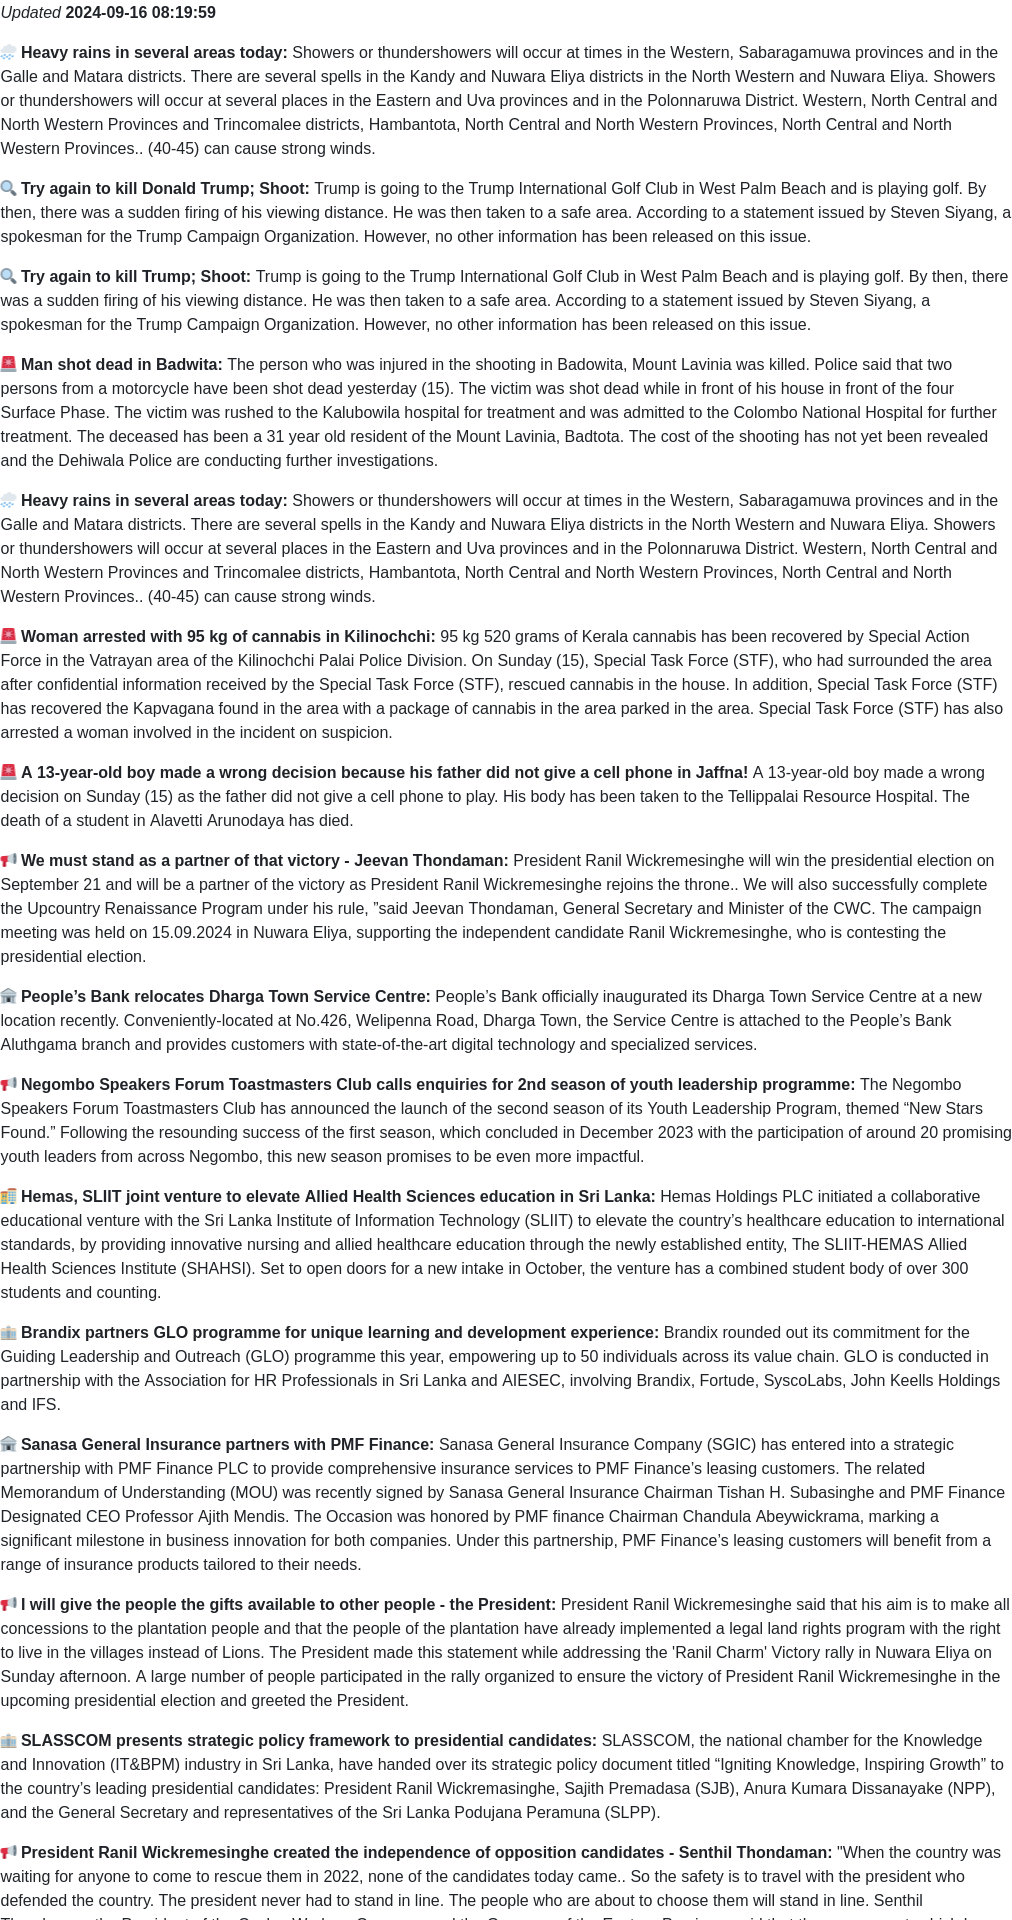 Updated 2024-09-16 08:19:59
🌧️ Heavy rains in several areas today: Showers or thundershowers will occur at times in the Western, Sabaragamuwa provinces and in the
Galle and Matara districts. There are several spells in the Kandy and Nuwara Eliya districts in the North Western and Nuwara Eliya. Showers
or thundershowers will occur at several places in the Eastern and Uva provinces and in the Polonnaruwa District. Western, North Central and
North Western Provinces and Trincomalee districts, Hambantota, North Central and North Western Provinces, North Central and North
Western Provinces.. (40-45) can cause strong winds.
🔍 Try again to kill Donald Trump; Shoot: Trump is going to the Trump International Golf Club in West Palm Beach and is playing golf. By
then, there was a sudden firing of his viewing distance. He was then taken to a safe area. According to a statement issued by Steven Siyang, a
spokesman for the Trump Campaign Organization. However, no other information has been released on this issue.
🔍 Try again to kill Trump; Shoot: Trump is going to the Trump International Golf Club in West Palm Beach and is playing golf. By then, there
was a sudden firing of his viewing distance. He was then taken to a safe area. According to a statement issued by Steven Siyang, a
spokesman for the Trump Campaign Organization. However, no other information has been released on this issue.
🚨 Man shot dead in Badwita: The person who was injured in the shooting in Badowita, Mount Lavinia was killed. Police said that two
persons from a motorcycle have been shot dead yesterday (15). The victim was shot dead while in front of his house in front of the four
Surface Phase. The victim was rushed to the Kalubowila hospital for treatment and was admitted to the Colombo National Hospital for further
treatment. The deceased has been a 31 year old resident of the Mount Lavinia, Badtota. The cost of the shooting has not yet been revealed
and the Dehiwala Police are conducting further investigations.
🌧️ Heavy rains in several areas today: Showers or thundershowers will occur at times in the Western, Sabaragamuwa provinces and in the
Galle and Matara districts. There are several spells in the Kandy and Nuwara Eliya districts in the North Western and Nuwara Eliya. Showers
or thundershowers will occur at several places in the Eastern and Uva provinces and in the Polonnaruwa District. Western, North Central and
North Western Provinces and Trincomalee districts, Hambantota, North Central and North Western Provinces, North Central and North
Western Provinces.. (40-45) can cause strong winds.
🚨 Woman arrested with 95 kg of cannabis in Kilinochchi: 95 kg 520 grams of Kerala cannabis has been recovered by Special Action
Force in the Vatrayan area of the Kilinochchi Palai Police Division. On Sunday (15), Special Task Force (STF), who had surrounded the area
after confidential information received by the Special Task Force (STF), rescued cannabis in the house. In addition, Special Task Force (STF)
has recovered the Kapvagana found in the area with a package of cannabis in the area parked in the area. Special Task Force (STF) has also
arrested a woman involved in the incident on suspicion.
🚨 A 13-year-old boy made a wrong decision because his father did not give a cell phone in Jaffna! A 13-year-old boy made a wrong
decision on Sunday (15) as the father did not give a cell phone to play. His body has been taken to the Tellippalai Resource Hospital. The
death of a student in Alavetti Arunodaya has died.
📢 We must stand as a partner of that victory - Jeevan Thondaman: President Ranil Wickremesinghe will win the presidential election on
September 21 and will be a partner of the victory as President Ranil Wickremesinghe rejoins the throne.. We will also successfully complete
the Upcountry Renaissance Program under his rule, ”said Jeevan Thondaman, General Secretary and Minister of the CWC. The campaign
meeting was held on 15.09.2024 in Nuwara Eliya, supporting the independent candidate Ranil Wickremesinghe, who is contesting the
presidential election.
🏦 People’s Bank relocates Dharga Town Service Centre: People’s Bank officially inaugurated its Dharga Town Service Centre at a new
location recently. Conveniently-located at No.426, Welipenna Road, Dharga Town, the Service Centre is attached to the People’s Bank
Aluthgama branch and provides customers with state-of-the-art digital technology and specialized services.
📢 Negombo Speakers Forum Toastmasters Club calls enquiries for 2nd season of youth leadership programme: The Negombo
Speakers Forum Toastmasters Club has announced the launch of the second season of its Youth Leadership Program, themed “New Stars
Found.” Following the resounding success of the first season, which concluded in December 2023 with the participation of around 20 promising
youth leaders from across Negombo, this new season promises to be even more impactful.
🏥 Hemas, SLIIT joint venture to elevate Allied Health Sciences education in Sri Lanka: Hemas Holdings PLC initiated a collaborative
educational venture with the Sri Lanka Institute of Information Technology (SLIIT) to elevate the country’s healthcare education to international
standards, by providing innovative nursing and allied healthcare education through the newly established entity, The SLIIT-HEMAS Allied
Health Sciences Institute (SHAHSI). Set to open doors for a new intake in October, the venture has a combined student body of over 300
students and counting.
💼 Brandix partners GLO programme for unique learning and development experience: Brandix rounded out its commitment for the
Guiding Leadership and Outreach (GLO) programme this year, empowering up to 50 individuals across its value chain. GLO is conducted in
partnership with the Association for HR Professionals in Sri Lanka and AIESEC, involving Brandix, Fortude, SyscoLabs, John Keells Holdings
and IFS.
🏦 Sanasa General Insurance partners with PMF Finance: Sanasa General Insurance Company (SGIC) has entered into a strategic
partnership with PMF Finance PLC to provide comprehensive insurance services to PMF Finance’s leasing customers. The related
Memorandum of Understanding (MOU) was recently signed by Sanasa General Insurance Chairman Tishan H. Subasinghe and PMF Finance
Designated CEO Professor Ajith Mendis. The Occasion was honored by PMF finance Chairman Chandula Abeywickrama, marking a
significant milestone in business innovation for both companies. Under this partnership, PMF Finance’s leasing customers will benefit from a
range of insurance products tailored to their needs.
📢 I will give the people the gifts available to other people - the President: President Ranil Wickremesinghe said that his aim is to make all
concessions to the plantation people and that the people of the plantation have already implemented a legal land rights program with the right
to live in the villages instead of Lions. The President made this statement while addressing the 'Ranil Charm' Victory rally in Nuwara Eliya on
Sunday afternoon. A large number of people participated in the rally organized to ensure the victory of President Ranil Wickremesinghe in the
upcoming presidential election and greeted the President.
💼 SLASSCOM presents strategic policy framework to presidential candidates: SLASSCOM, the national chamber for the Knowledge
and Innovation (IT&BPM) industry in Sri Lanka, have handed over its strategic policy document titled “Igniting Knowledge, Inspiring Growth” to
the country’s leading presidential candidates: President Ranil Wickremasinghe, Sajith Premadasa (SJB), Anura Kumara Dissanayake (NPP),
and the General Secretary and representatives of the Sri Lanka Podujana Peramuna (SLPP).
📢 President Ranil Wickremesinghe created the independence of opposition candidates - Senthil Thondaman: "When the country was
waiting for anyone to come to rescue them in 2022, none of the candidates today came.. So the safety is to travel with the president who
defended the country. The president never had to stand in line. The people who are about to choose them will stand in line. Senthil